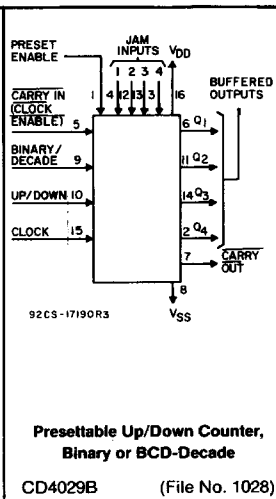 PRESET
ENABLE
JAM
INPUTS
1 2 3 4
VDD
BUFFERED
OUTPUTS
1 4 12 13 3 16
CARRY IN
(CLOCK
ENABLE)
5
6 Q1
BINARY/
DECADE 9
11 Q2
UP/DOWN 10
14 Q3
CLOCK 15
2 Q4
7 CARRY
OUT
8
92CS-17190R3
VSS
Presettable Up/Down Counter,
Binary or BCD-Decade
CD4029B (File No. 1028)